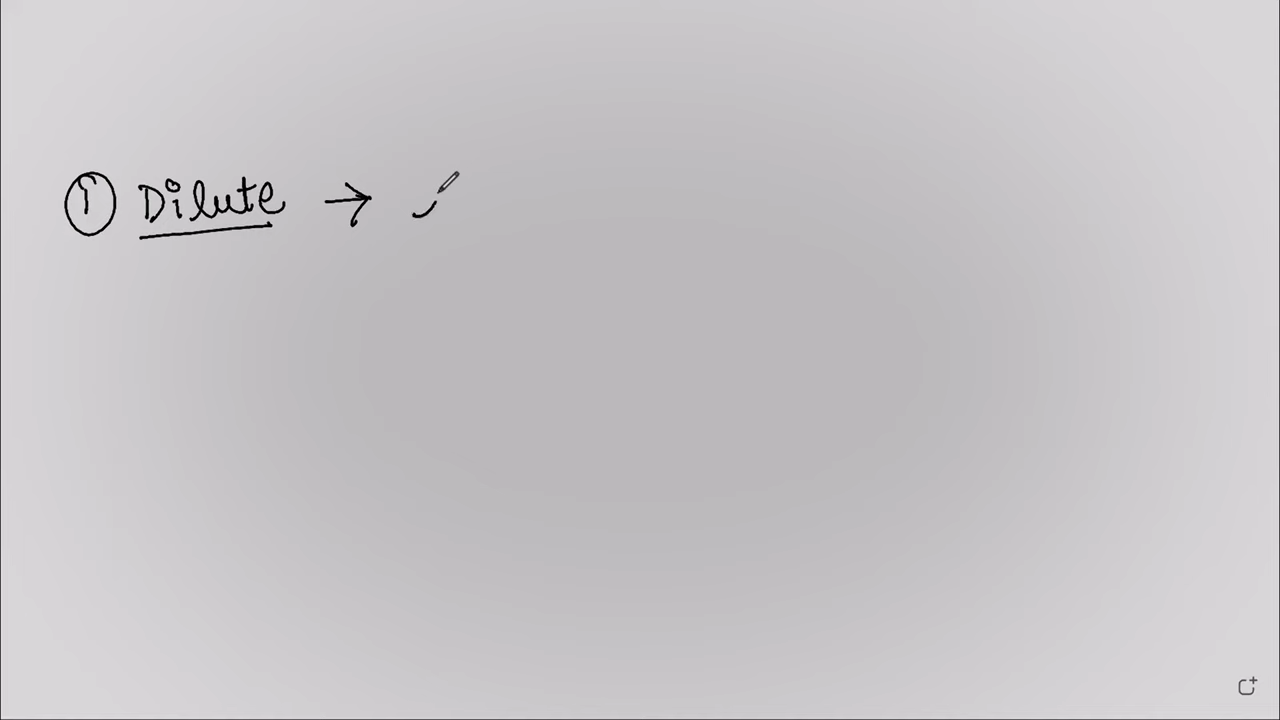 ① Dilute →